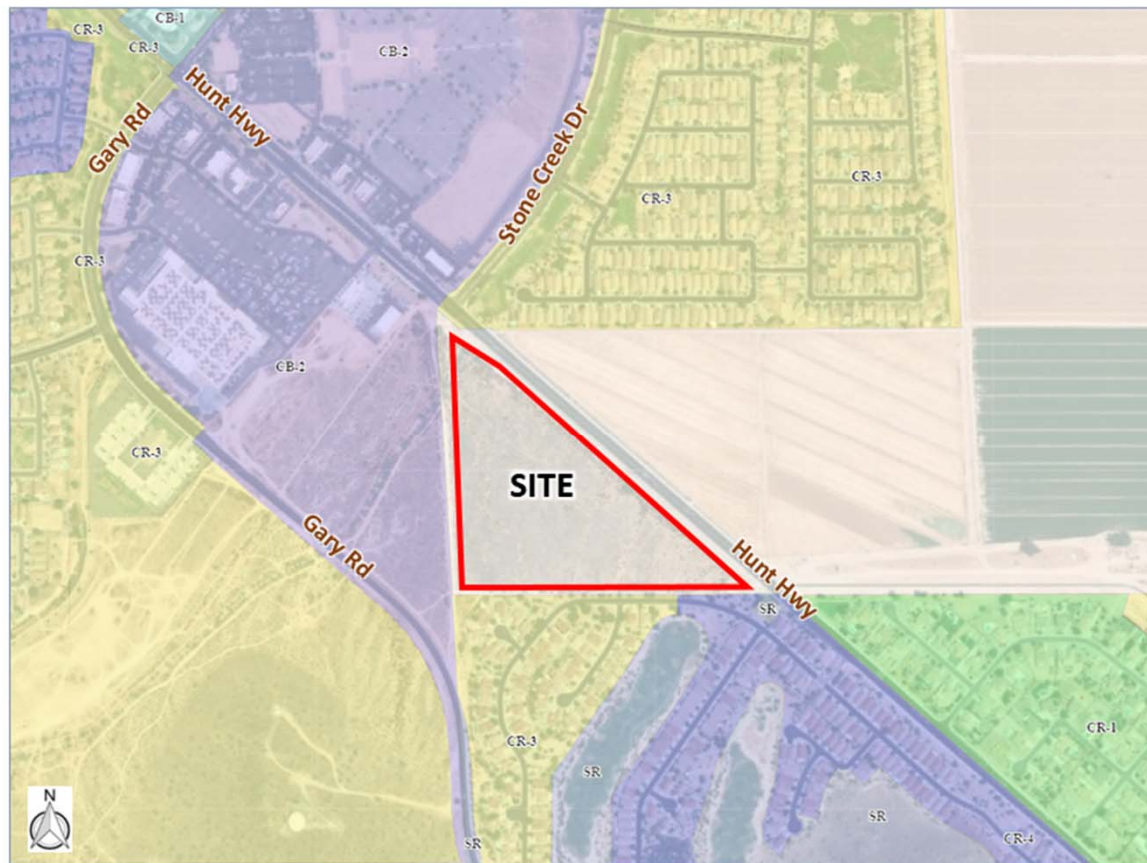 CB-1
CR-3
CR-3
CB-2
Hunt Hwy
Gary Rd
Stone Creek Dr
CR-3
CR-3
CR-3
CB-2
CR-3
SITE
Gary Rd
Hunt Hwy
SR
CR-3
CR-1
SR
SR
CR-4
SR
N